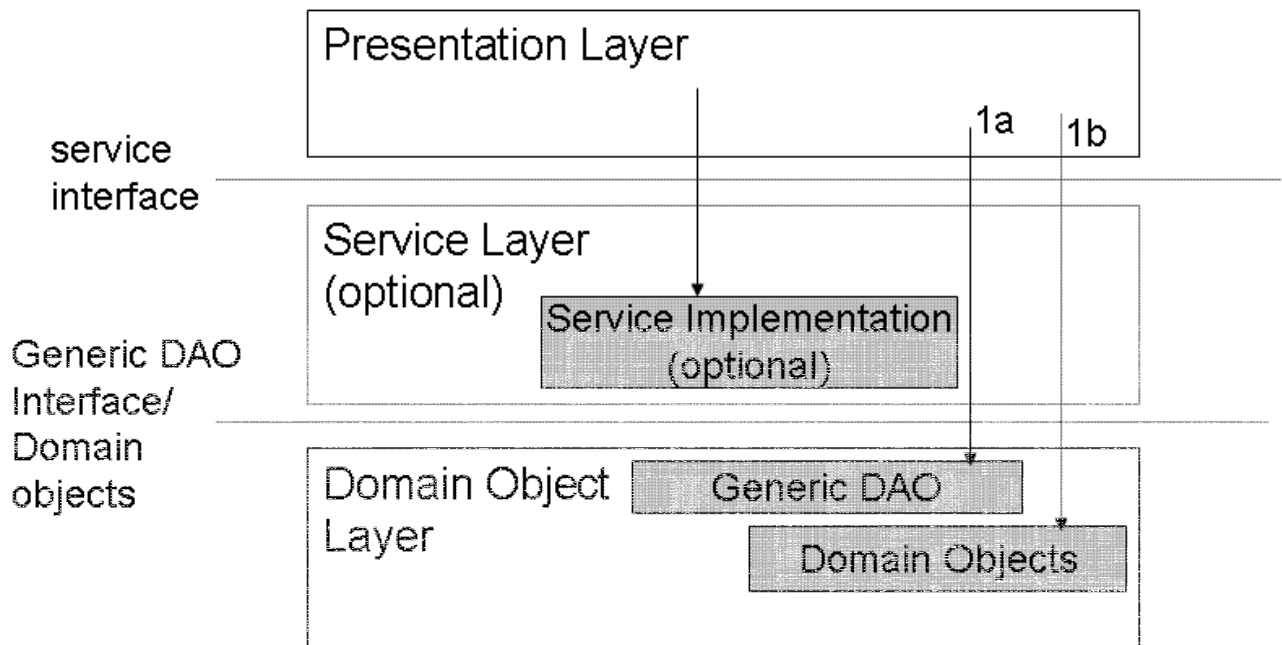 Presentation Layer
1a
1b
service
interface
Service Layer
(optional)
Service Implementation
(optional)
Generic DAO
Interface/
Domain
objects
Domain Object
Layer
Generic DAO
Domain Objects